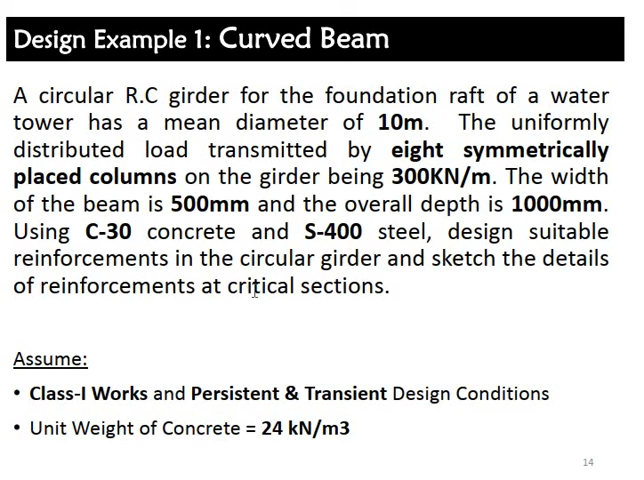 Design Example 1: Curved Beam
A circular R.C girder for the foundation raft of a water
tower has a mean diameter of 10m. The uniformly
distributed load transmitted by eight symmetrically
placed columns on the girder being 300KN/m. The width
of the beam is 500mm and the overall depth is 1000mm.
Using C-30 concrete and S-400 steel, design suitable
reinforcements in the circular girder and sketch the details
of reinforcements at critical sections.
Assume:
• Class-I Works and Persistent & Transient Design Conditions
• Unit Weight of Concrete = 24 kN/m3
14